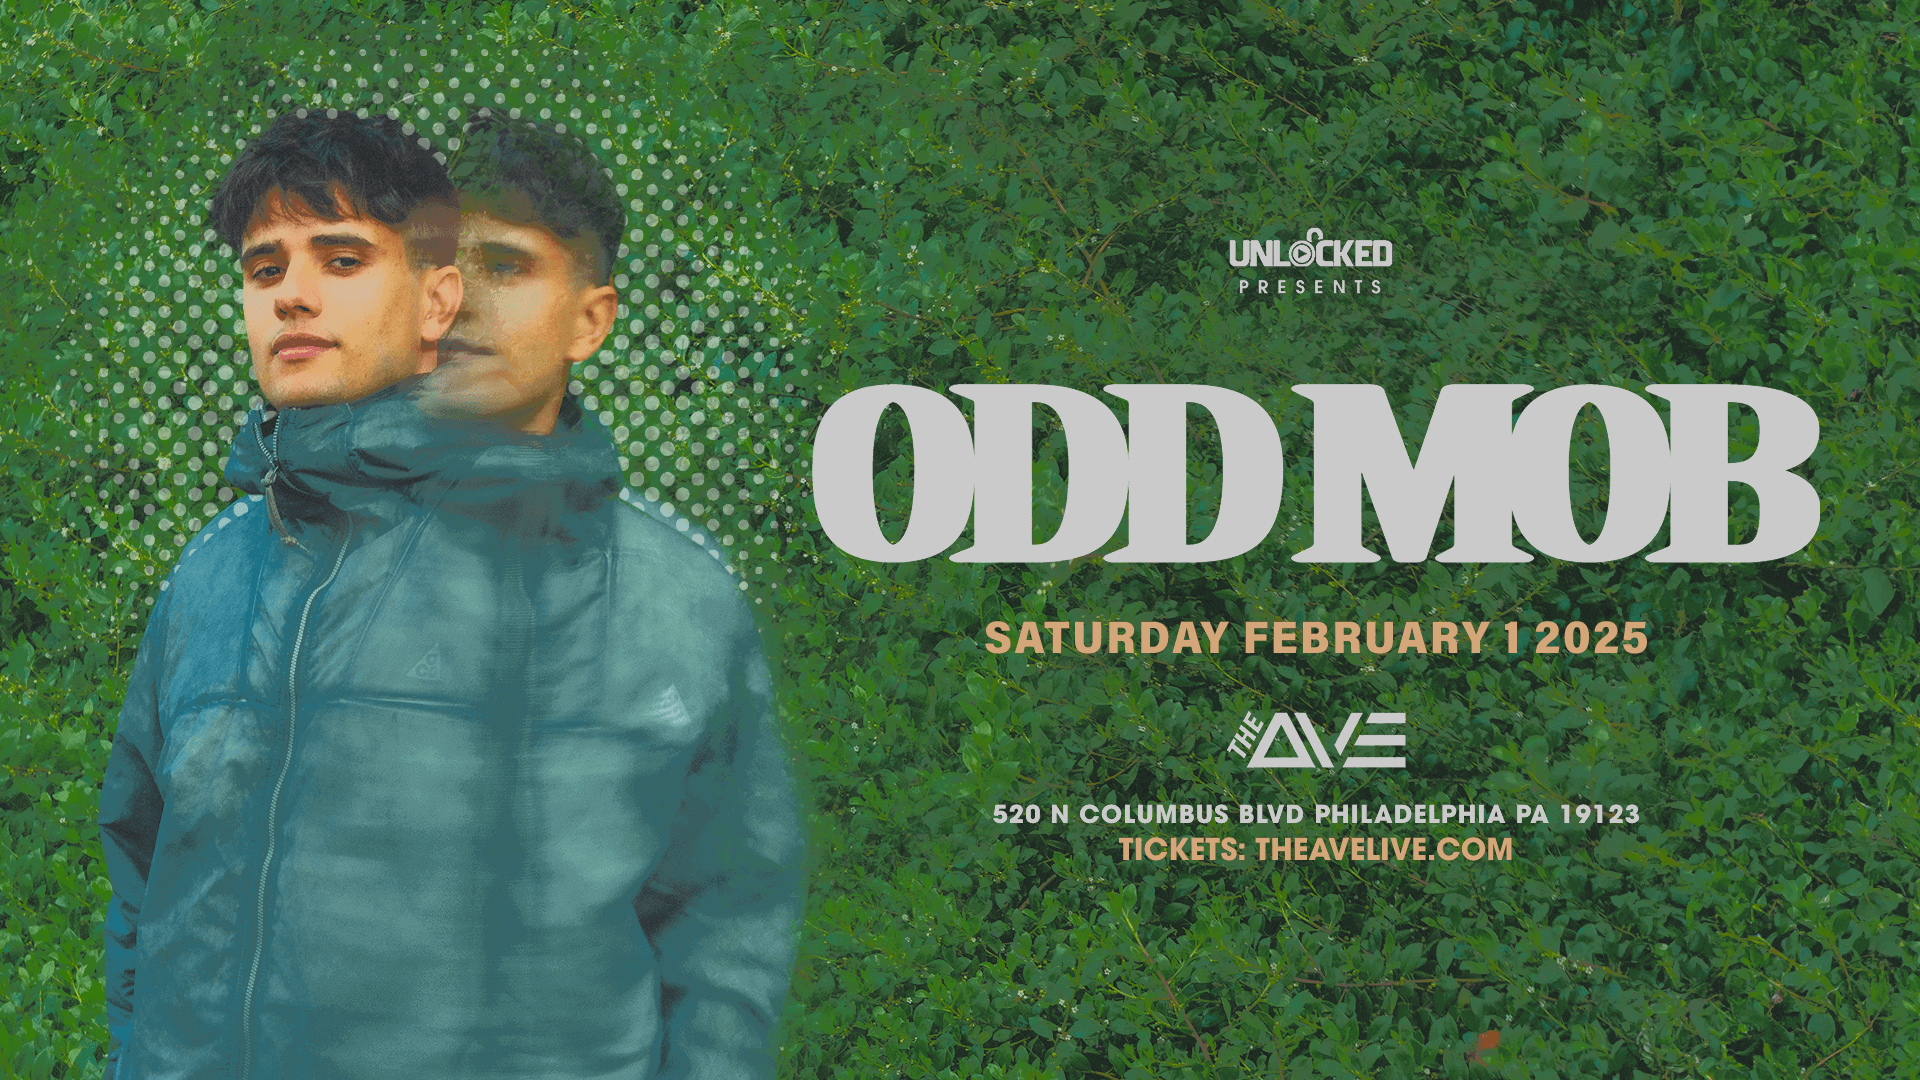 UNLOCKED
PRESENTS
ODD MOB
SATURDAY FEBRUARY 1 2025
THE AVE
520 N COLUMBUS BLVD PHILADELPHIA PA 19123
TICKETS: THEAVELIVE.COM